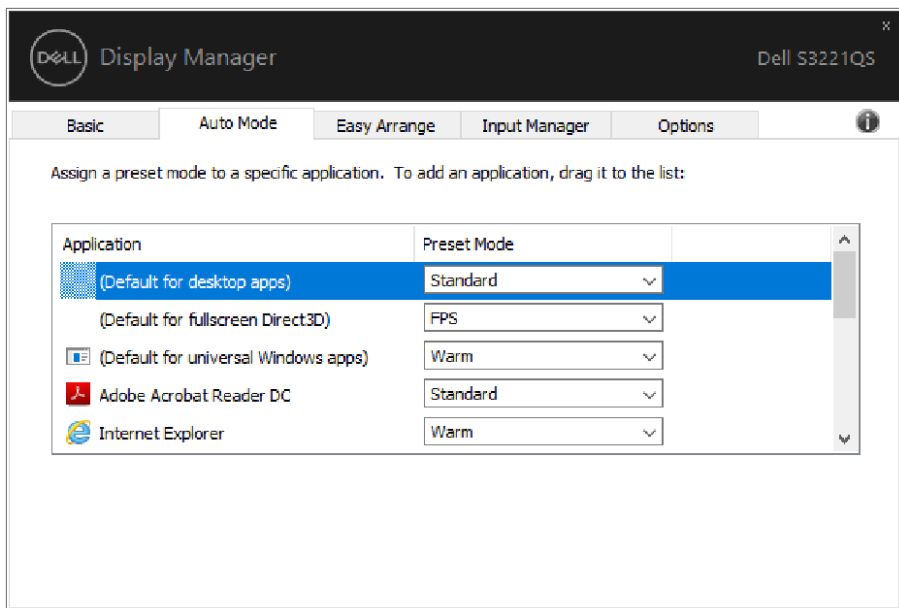 x
DELL Display Manager Dell S3221QS
Basic Auto Mode Easy Arrange Input Manager Options i
Assign a preset mode to a specific application. To add an application, drag it to the list:
Application Preset Mode
(Default for desktop apps) Standard
(Default for fullscreen Direct3D) FPS
(Default for universal Windows apps) Warm
Adobe Acrobat Reader DC Standard
Internet Explorer Warm